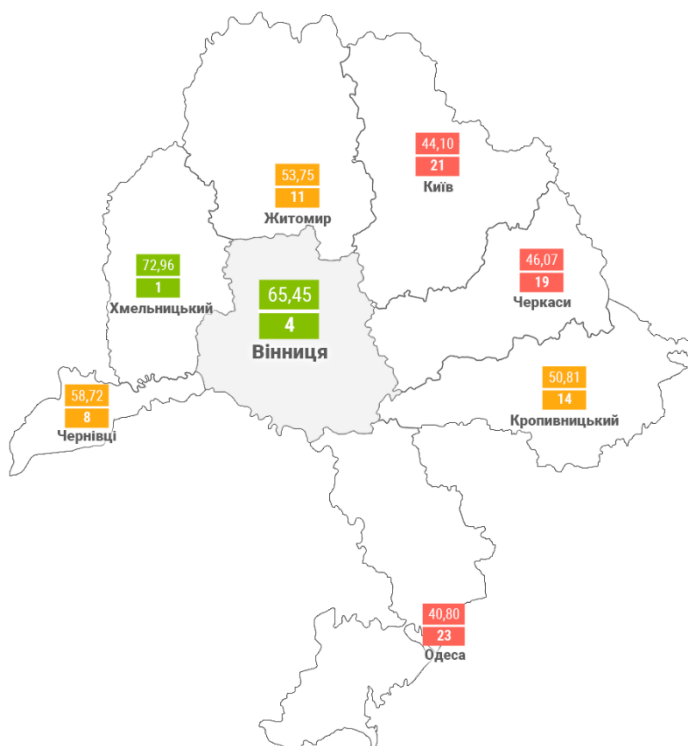 44,10
21
Київ
53,75
11
Житомир
72,96
1
Хмельницький
46,07
19
Черкаси
65,45
4
Вінниця
58,72
8
Чернівці
50,81
14
Кропивницький
40,80
23
Одеса